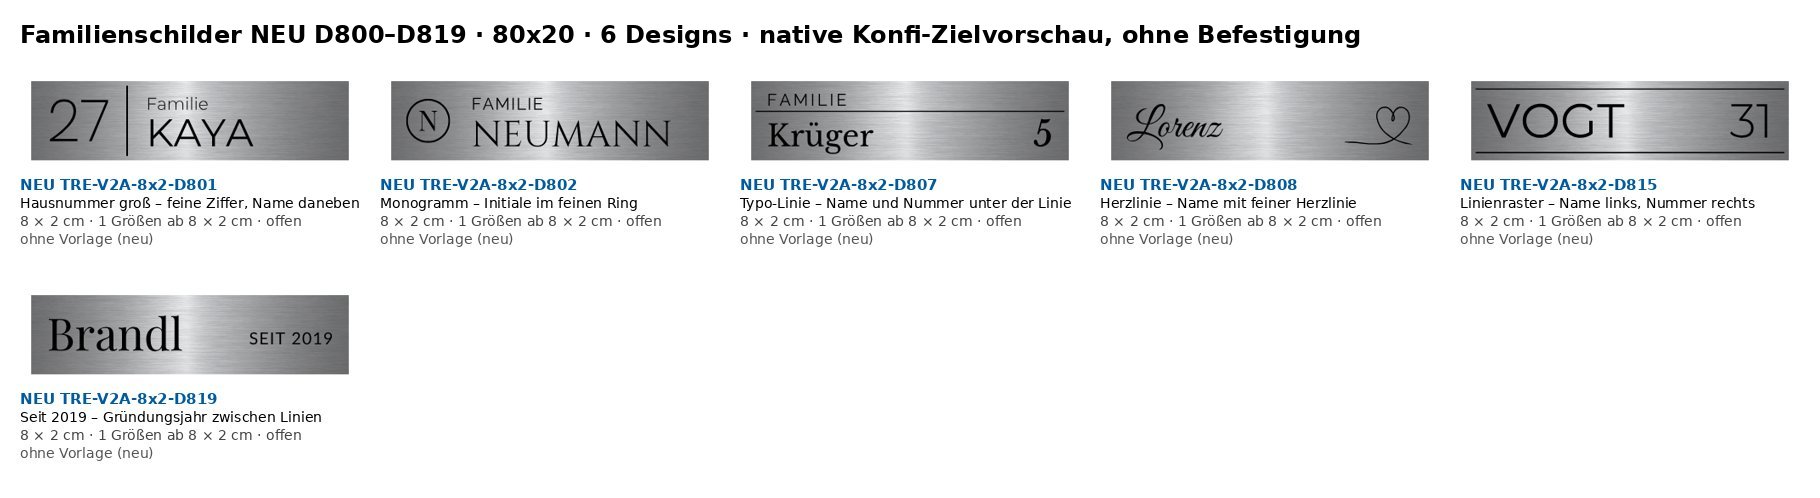 Familienschilder NEU D800–D819 · 80x20 · 6 Designs · native Konfi-Zielvorschau, ohne Befestigung
27
Familie
KAYA
NEU TRE-V2A-8x2-D801
Hausnummer groß – feine Ziffer, Name daneben
8 × 2 cm · 1 Größen ab 8 × 2 cm · offen
ohne Vorlage (neu)
N
FAMILIE
NEUMANN
NEU TRE-V2A-8x2-D802
Monogramm – Initiale im feinen Ring
8 × 2 cm · 1 Größen ab 8 × 2 cm · offen
ohne Vorlage (neu)
FAMILIE
Krüger 5
NEU TRE-V2A-8x2-D807
Typo-Linie – Name und Nummer unter der Linie
8 × 2 cm · 1 Größen ab 8 × 2 cm · offen
ohne Vorlage (neu)
Lorenz
NEU TRE-V2A-8x2-D808
Herzlinie – Name mit feiner Herzlinie
8 × 2 cm · 1 Größen ab 8 × 2 cm · offen
ohne Vorlage (neu)
VOGT 31
NEU TRE-V2A-8x2-D815
Linienraster – Name links, Nummer rechts
8 × 2 cm · 1 Größen ab 8 × 2 cm · offen
ohne Vorlage (neu)
Brandl SEIT 2019
NEU TRE-V2A-8x2-D819
Seit 2019 – Gründungsjahr zwischen Linien
8 × 2 cm · 1 Größen ab 8 × 2 cm · offen
ohne Vorlage (neu)